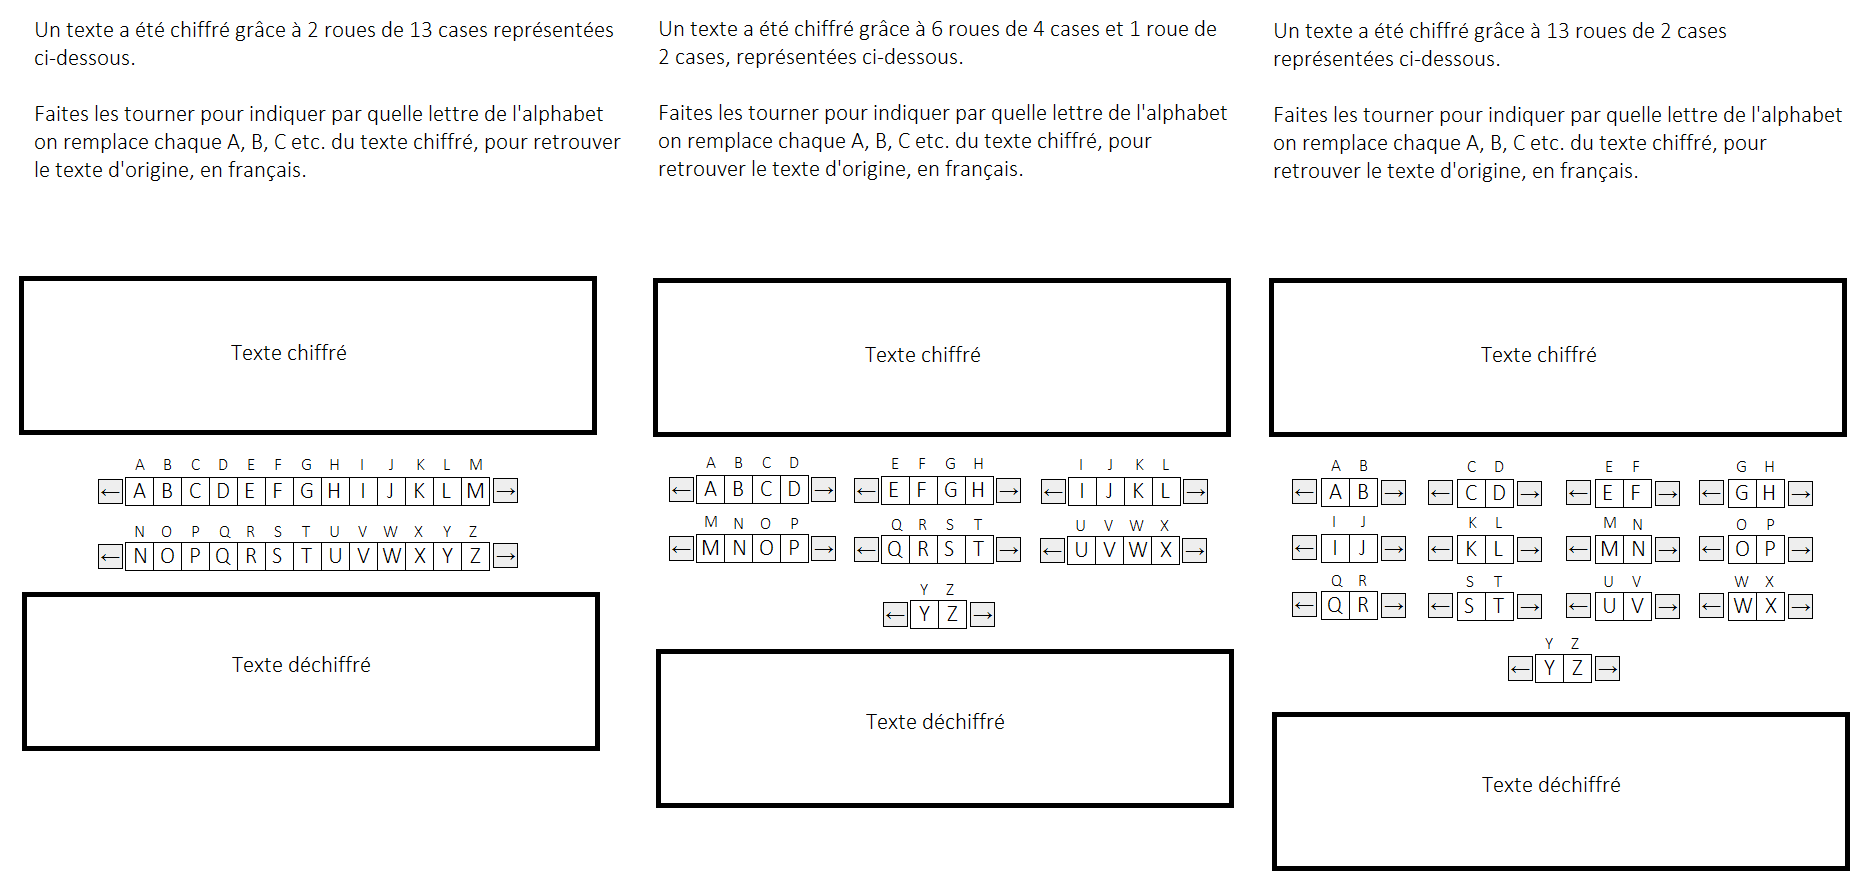 Un texte a été chiffré grâce à 2 roues de 13 cases représentées
ci-dessous.
Faites les tourner pour indiquer par quelle lettre de l'alphabet
on remplace chaque A, B, C etc. du texte chiffré, pour retrouver
le texte d'origine, en français.
Texte chiffré
A B C D E F G H I J K L M
← A B C D E F G H I J K L M →
N O P Q R S T U V W X Y Z
← N O P Q R S T U V W X Y Z →
Texte déchiffré
Un texte a été chiffré grâce à 6 roues de 4 cases et 1 roue de
2 cases, représentées ci-dessous.
Faites les tourner pour indiquer par quelle lettre de l'alphabet
on remplace chaque A, B, C etc. du texte chiffré, pour
retrouver le texte d'origine, en français.
Texte chiffré
A B C D E F G H I J K L
← A B C D → ← E F G H → ← I J K L →
M N O P Q R S T U V W X
← M N O P → ← Q R S T → ← U V W X →
Y Z
← Y Z →
Texte déchiffré
Un texte a été chiffré grâce à 13 roues de 2 cases
représentées ci-dessous.
Faites les tourner pour indiquer par quelle lettre de l'alphabet
on remplace chaque A, B, C etc. du texte chiffré, pour
retrouver le texte d'origine, en français.
Texte chiffré
A B C D E F G H
← A B → ← C D → ← E F → ← G H →
I J K L M N O P
← I J → ← K L → ← M N → ← O P →
Q R S T U V W X
← Q R → ← S T → ← U V → ← W X →
Y Z
← Y Z →
Texte déchiffré